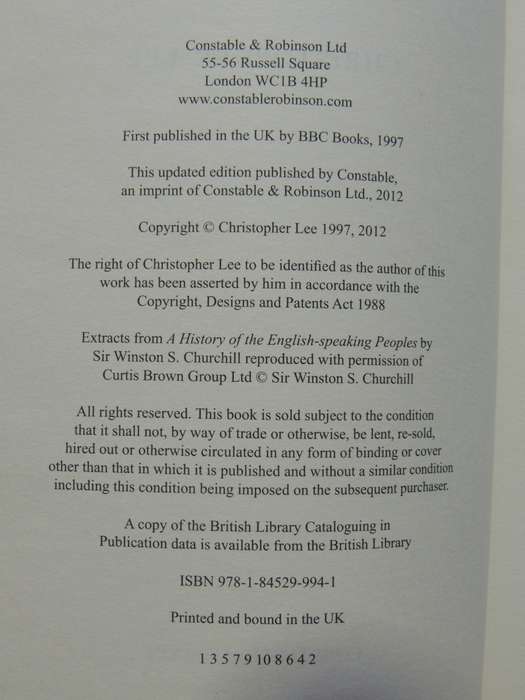 Constable & Robinson Ltd
55-56 Russell Square
London WC1B 4HP
www.constablerobinson.com
First published in the UK by BBC Books, 1997
This updated edition published by Constable,
an imprint of Constable & Robinson Ltd., 2012
Copyright © Christopher Lee 1997, 2012
The right of Christopher Lee to be identified as the author of this
work has been asserted by him in accordance with the
Copyright, Designs and Patents Act 1988
Extracts from A History of the English-speaking Peoples by
Sir Winston S. Churchill reproduced with permission of
Curtis Brown Group Ltd © Sir Winston S. Churchill
All rights reserved. This book is sold subject to the condition
that it shall not, by way of trade or otherwise, be lent, re-sold,
hired out or otherwise circulated in any form of binding or cover
other than that in which it is published and without a similar condition
including this condition being imposed on the subsequent purchaser.
A copy of the British Library Cataloguing in
Publication data is available from the British Library
ISBN 978-1-84529-994-1
Printed and bound in the UK
1 3 5 7 9 10 8 6 4 2